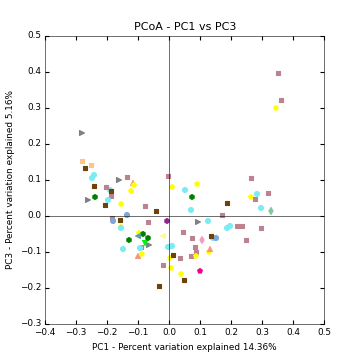 PCoA - PC1 vs PC3
0.5
0.4
0.3
0.2
0.1
0.0
−0.1
−0.2
−0.3
PC3 - Percent variation explained 5.16%
−0.4 −0.3 −0.2 −0.1 0.0 0.1 0.2 0.3 0.4 0.5
PC1 - Percent variation explained 14.36%